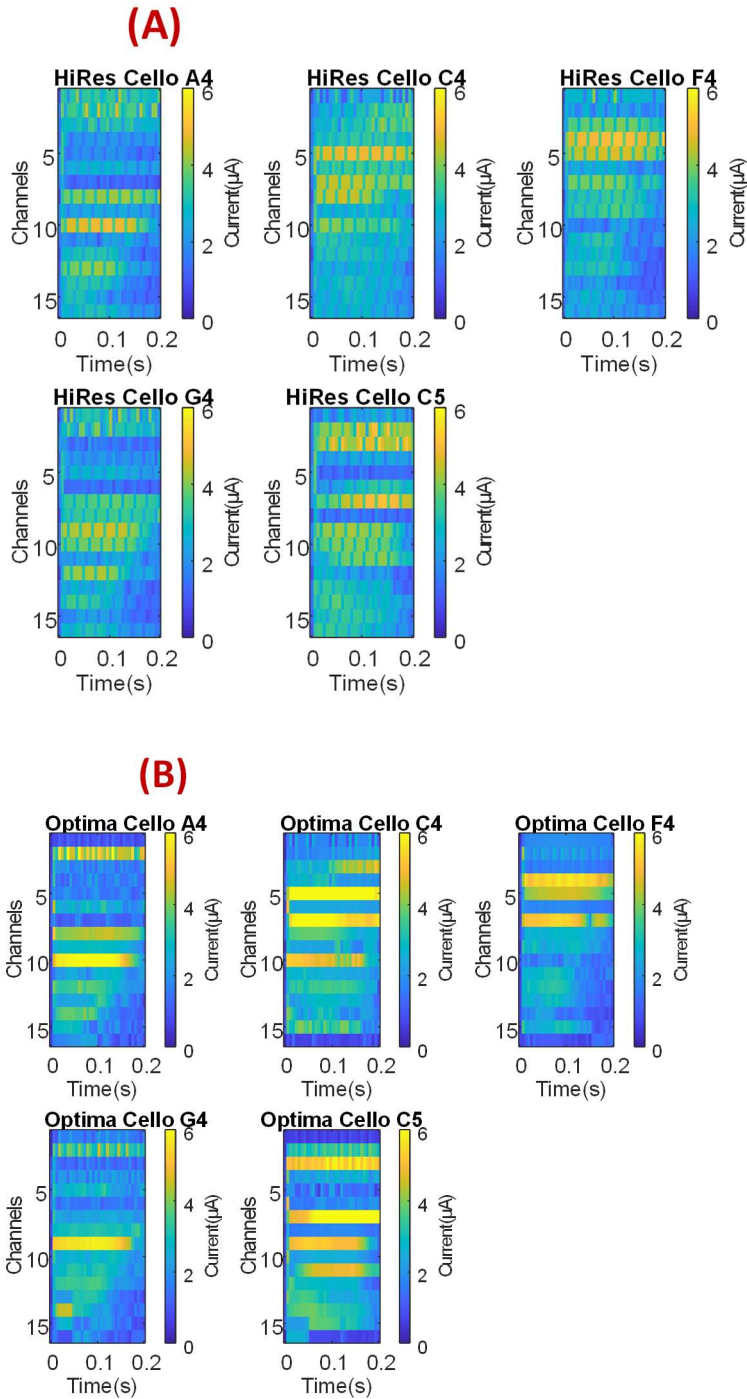 (A)
HiRes Cello A4
HiRes Cello C4
HiRes Cello F4
Channels
5
10
15
0 0.1 0.2
Time(s)
6
4
2
0
Current(μA)
Channels
5
10
15
0 0.1 0.2
Time(s)
6
4
2
0
Current(μA)
Channels
5
10
15
0 0.1 0.2
Time(s)
6
4
2
0
Current(μA)
HiRes Cello G4
HiRes Cello C5
Channels
5
10
15
0 0.1 0.2
Time(s)
6
4
2
0
Current(μA)
Channels
5
10
15
0 0.1 0.2
Time(s)
6
4
2
0
Current(μA)
(B)
Optima Cello A4
Optima Cello C4
Optima Cello F4
Channels
5
10
15
0 0.1 0.2
Time(s)
6
4
2
0
Current(μA)
Channels
5
10
15
0 0.1 0.2
Time(s)
6
4
2
0
Current(μA)
Channels
5
10
15
0 0.1 0.2
Time(s)
6
4
2
0
Current(μA)
Optima Cello G4
Optima Cello C5
Channels
5
10
15
0 0.1 0.2
Time(s)
6
4
2
0
Current(μA)
Channels
5
10
15
0 0.1 0.2
Time(s)
6
4
2
0
Current(μA)